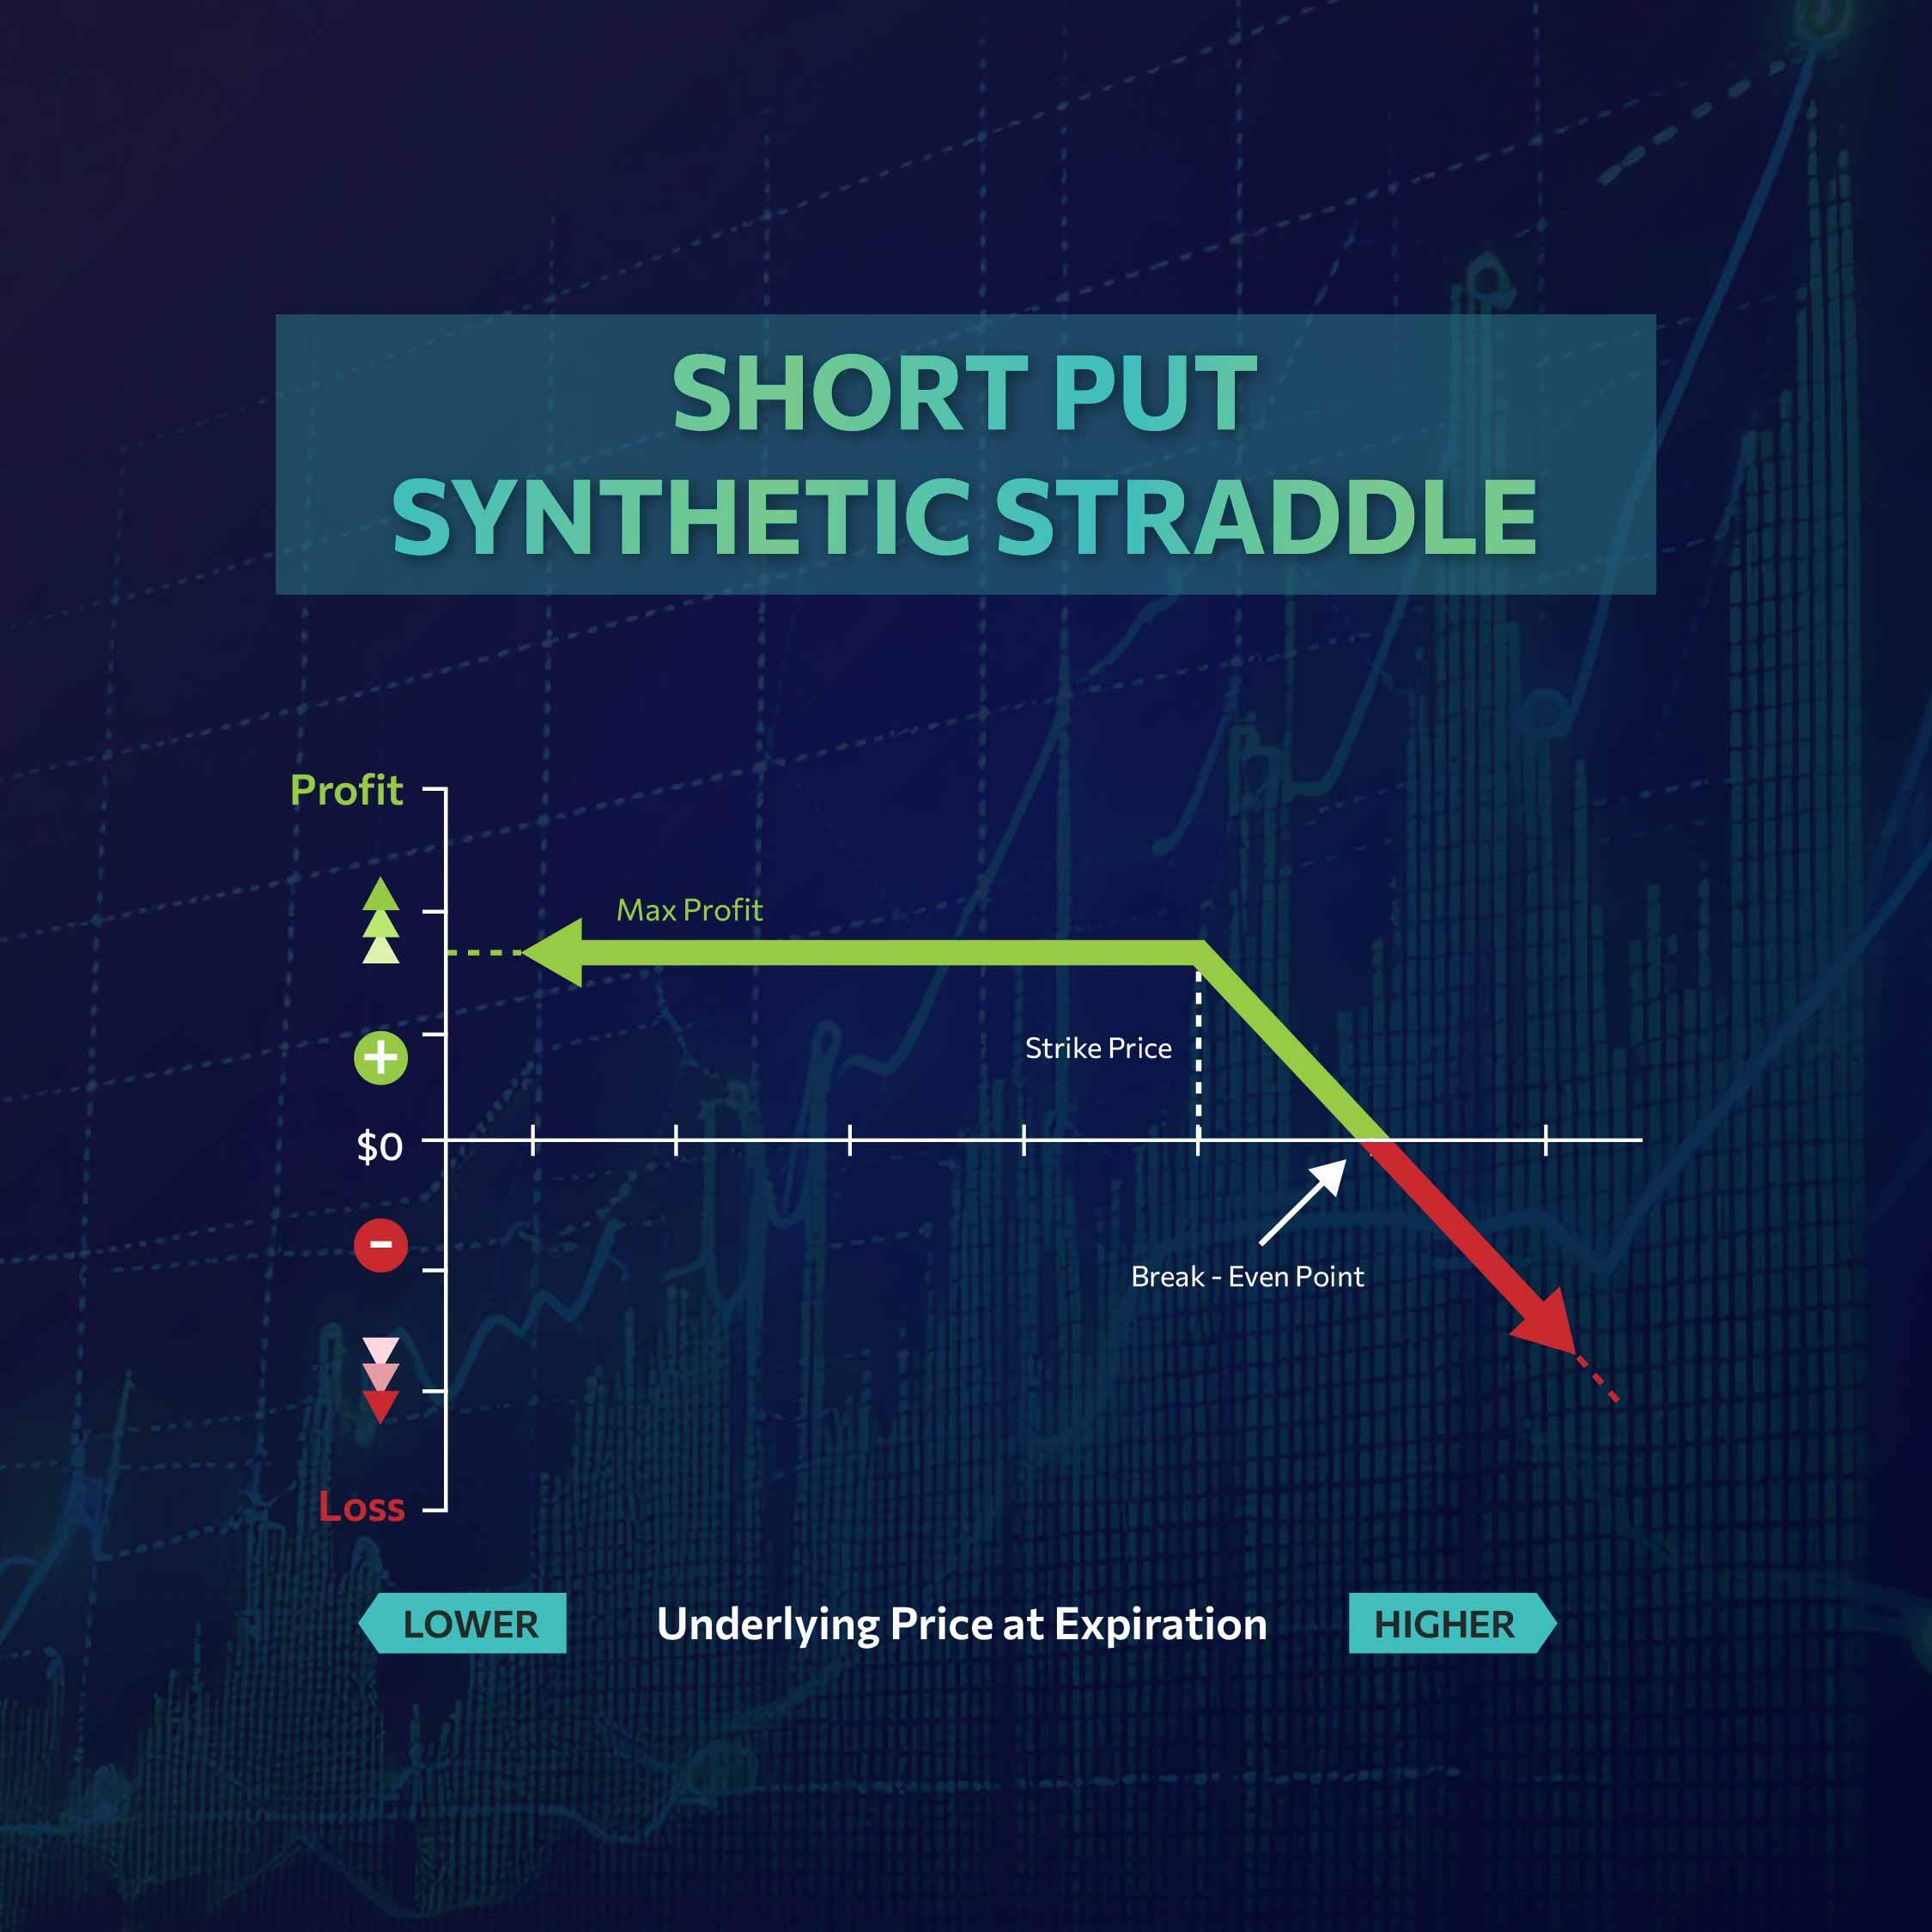 SHORT PUT
SYNTHETIC STRADDLE
Profit
Max Profit
Strike Price
+
$0
-
Break - Even Point
Loss
LOWER
Underlying Price at Expiration
HIGHER